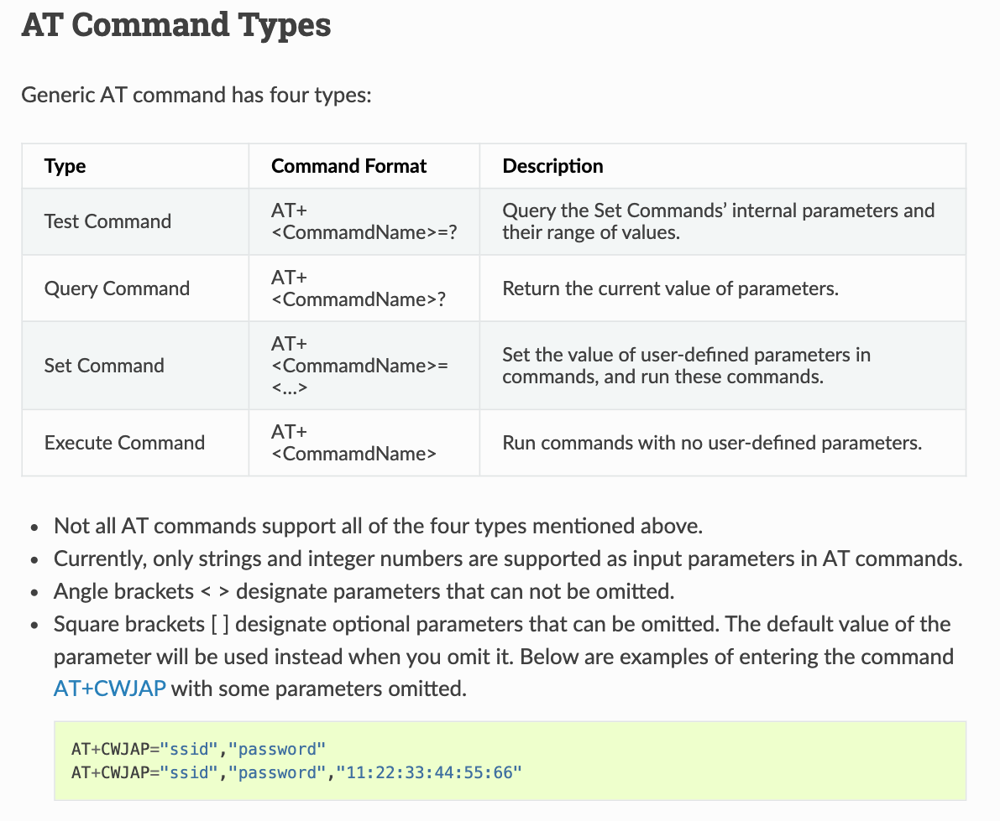 AT Command Types
Generic AT command has four types:
Type Command Format Description
Test Command
AT+
<CommamdName>=?
Query the Set Commands’ internal parameters and
their range of values.
Query Command
AT+
<CommamdName>?
Return the current value of parameters.
Set Command
AT+
<CommamdName>=
<...>
Set the value of user-defined parameters in
commands, and run these commands.
Execute Command
AT+
<CommamdName>
Run commands with no user-defined parameters.
• Not all AT commands support all of the four types mentioned above.
• Currently, only strings and integer numbers are supported as input parameters in AT commands.
• Angle brackets < > designate parameters that can not be omitted.
• Square brackets [ ] designate optional parameters that can be omitted. The default value of the
parameter will be used instead when you omit it. Below are examples of entering the command
AT+CWJAP with some parameters omitted.
AT+CWJAP="ssid","password"
AT+CWJAP="ssid","password","11:22:33:44:55:66"